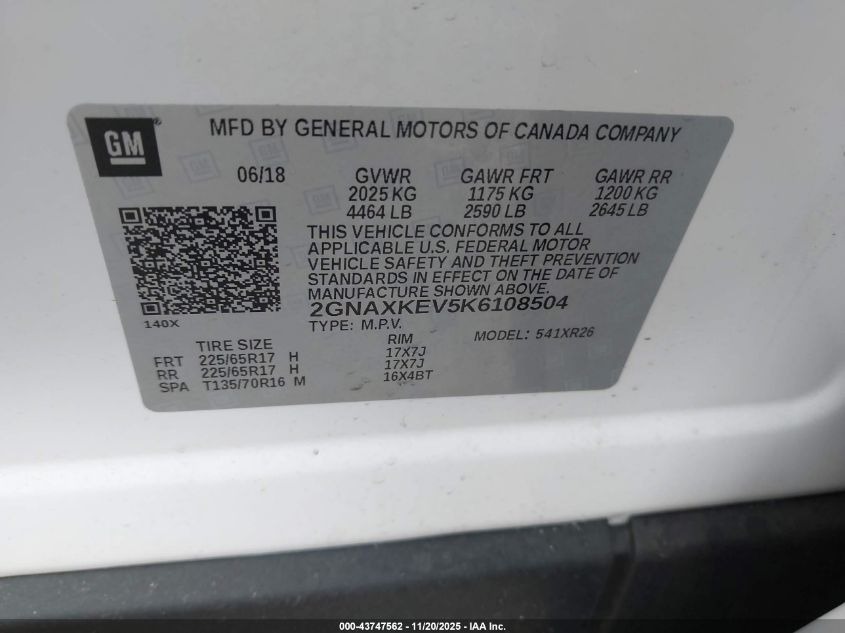 GM ®
MFD BY GENERAL MOTORS OF CANADA COMPANY
06/18 GVWR GAWR FRT GAWR RR
2025 KG 1175 KG 1200 KG
4464 LB 2590 LB 2645 LB
THIS VEHICLE CONFORMS TO ALL
APPLICABLE U.S. FEDERAL MOTOR
VEHICLE SAFETY AND THEFT PREVENTION
STANDARDS IN EFFECT ON THE DATE OF
MANUFACTURE SHOWN ABOVE.
2GNAXKEV5K6108504
140X
TYPE: M.P.V. MODEL: 541XR26
TIRE SIZE RIM
FRT 225/65R17 H 17X7J
RR 225/65R17 H 17X7J
SPA T135/70R16 M 16X4BT
000-43747562 - 11/20/2025 - IAA Inc.